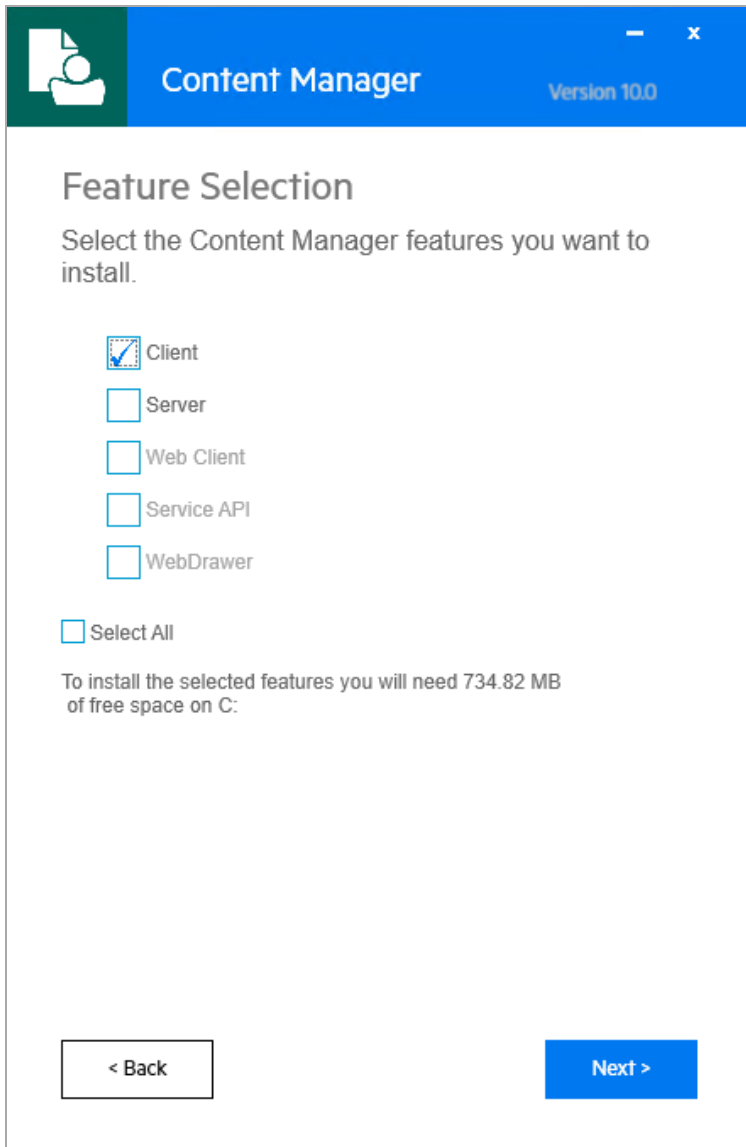 Content Manager
Version 10.0
Feature Selection
Select the Content Manager features you want to
install.
Client
Server
Web Client
Service API
WebDrawer
Select All
To install the selected features you will need 734.82 MB
of free space on C:
< Back
Next >